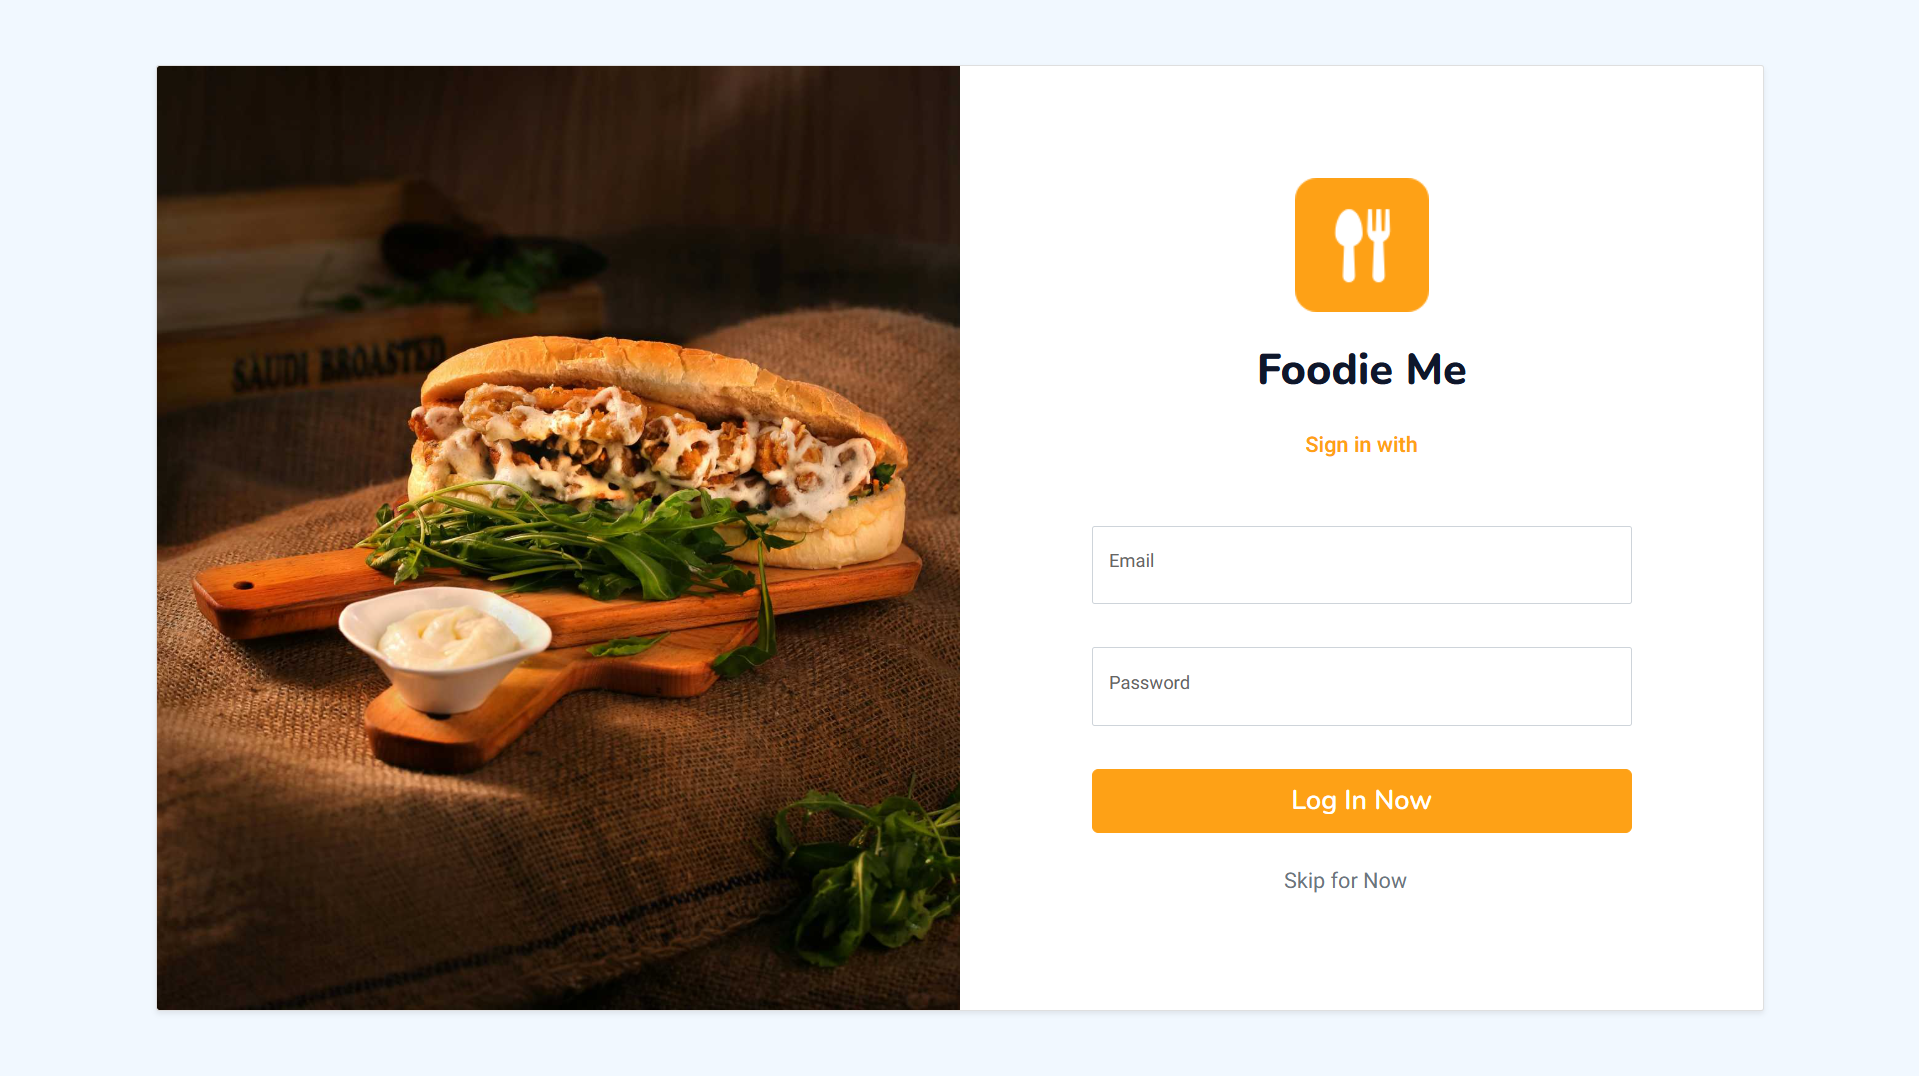 SAUDI BROASTED
Foodie Me
Sign in with
Email
Password
Log In Now
Skip for Now